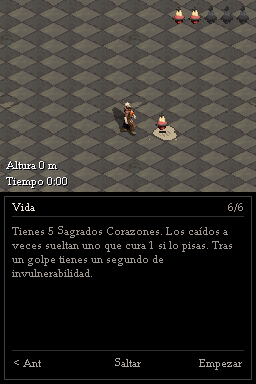 Altura 0 m
Tiempo 0:00
Vida 6/6
Tienes 5 Sagrados Corazones. Los caídos a
veces sueltan uno que cura 1 si lo pisas. Tras
un golpe tienes un segundo de
invulnerabilidad.
< Ant Saltar Empezar